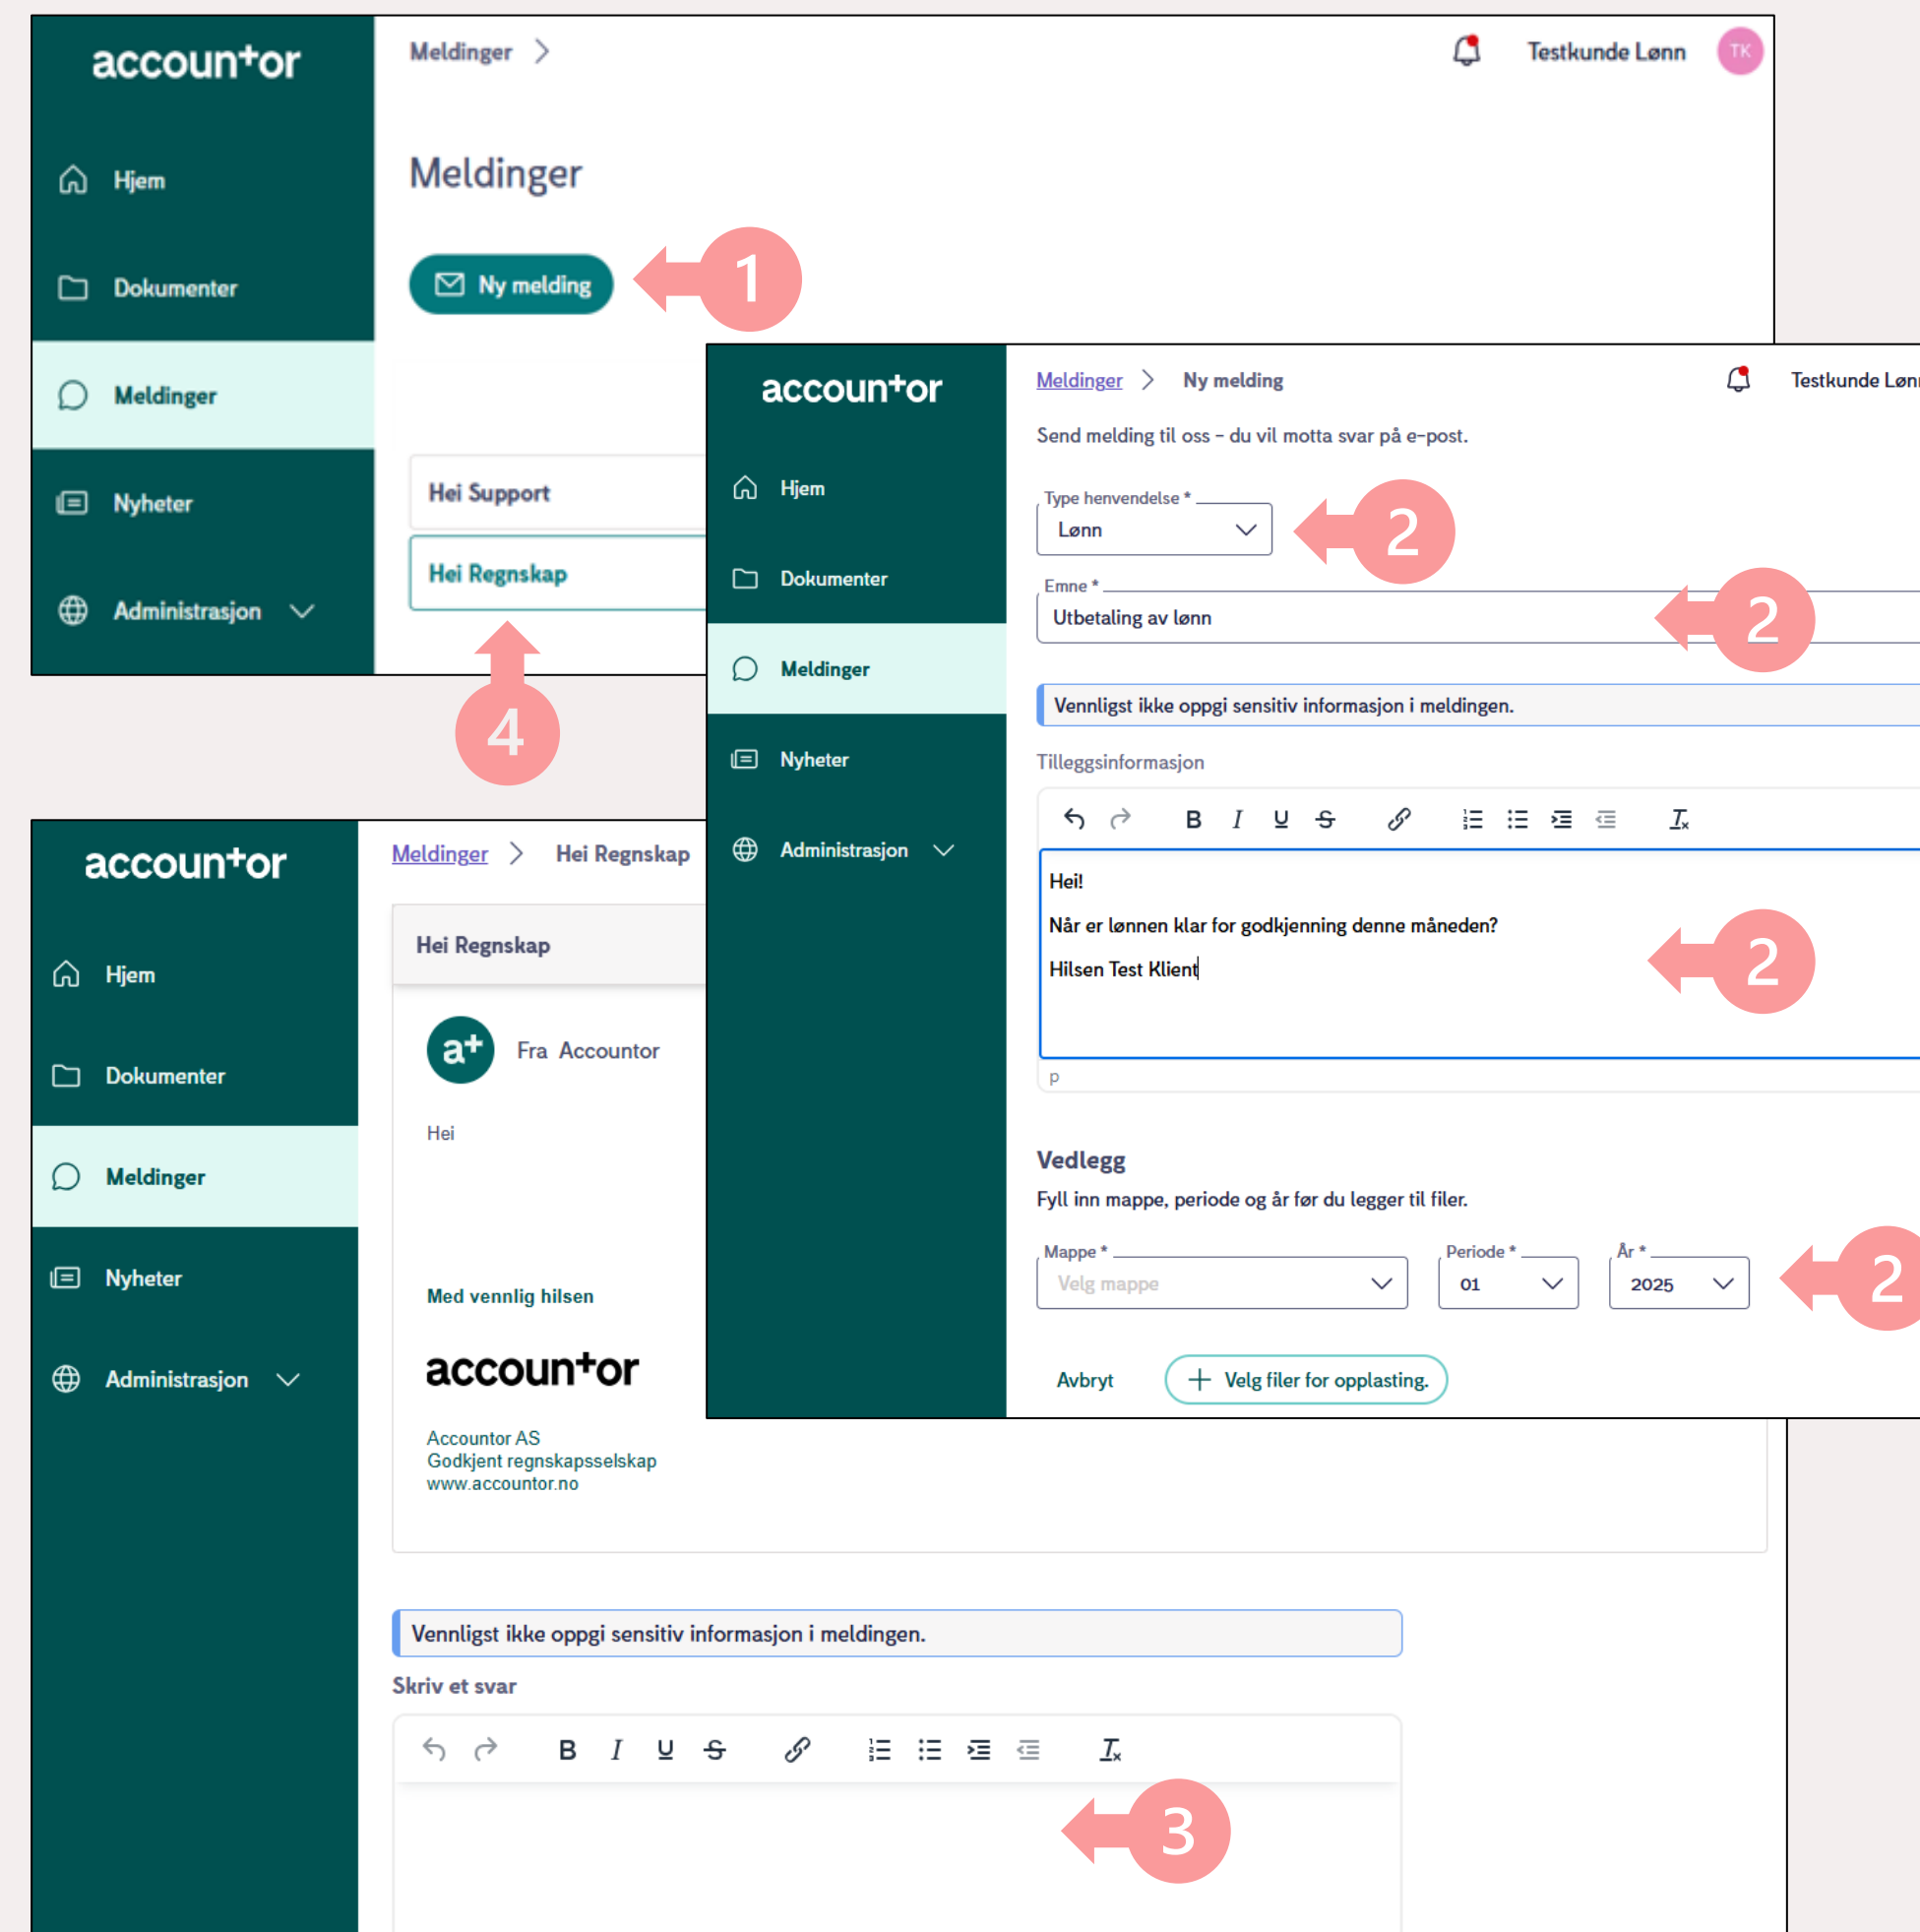 accountor
Meldinger
Testkunde Lønn
TK
Hjem
Dokumenter
Meldinger
Nyheter
Administrasjon
Meldinger
Ny melding
1
Hei Support
Hei Regnskap
4
accountor
Hjem
Dokumenter
Meldinger
Nyheter
Administrasjon
Meldinger
Ny melding
Send melding til oss - du vil motta svar på e-post.
Type henvendelse *
Lønn
2
Emne *
Utbetaling av lønn
2
Vennligst ikke oppgi sensitiv informasjon i meldingen.
Tilleggsinformasjon
B I U S
Hei!
Når er lønnen klar for godkjenning denne måneden?
Hilsen Test Klient
2
p
Vedlegg
Fyll inn mappe, periode og år før du legger til filer.
Mappe *
Velg mappe
Periode *
01
År *
2025
2
Avbryt
Velg filer for opplasting.
accountor
Hjem
Dokumenter
Meldinger
Nyheter
Administrasjon
Meldinger
Hei Regnskap
Hei Regnskap
a+
Fra Accountor
Hei
Med vennlig hilsen
accountor
Accountor AS
Godkjent regnskapsselskap
www.accountor.no
Vennligst ikke oppgi sensitiv informasjon i meldingen.
Skriv et svar
B I U S
3